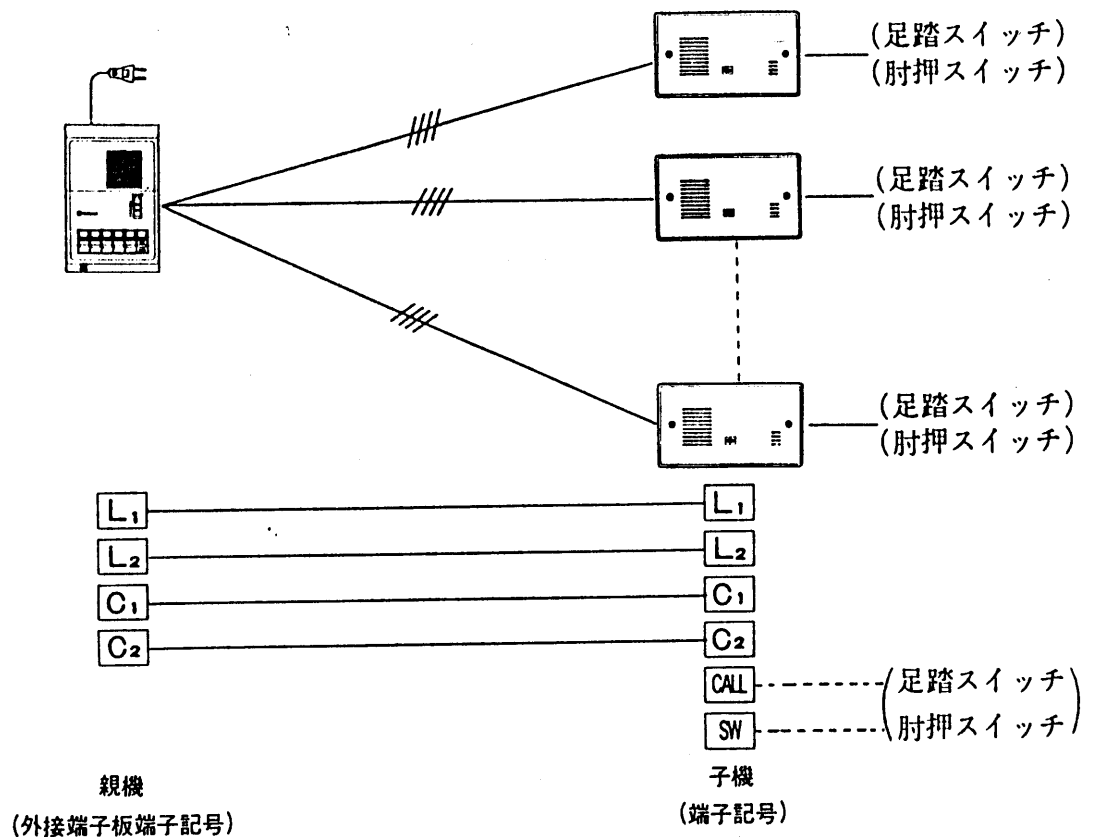 (足踏スイッチ)
(肘押スイッチ)
(足踏スイッチ)
(肘押スイッチ)
(足踏スイッチ)
(肘押スイッチ)
L₁ L₁
L₂ L₂
C₁ C₁
C₂ C₂
CALL (足踏スイッチ
SW 肘押スイッチ)
親機 子機
(外接端子板端子記号) (端子記号)